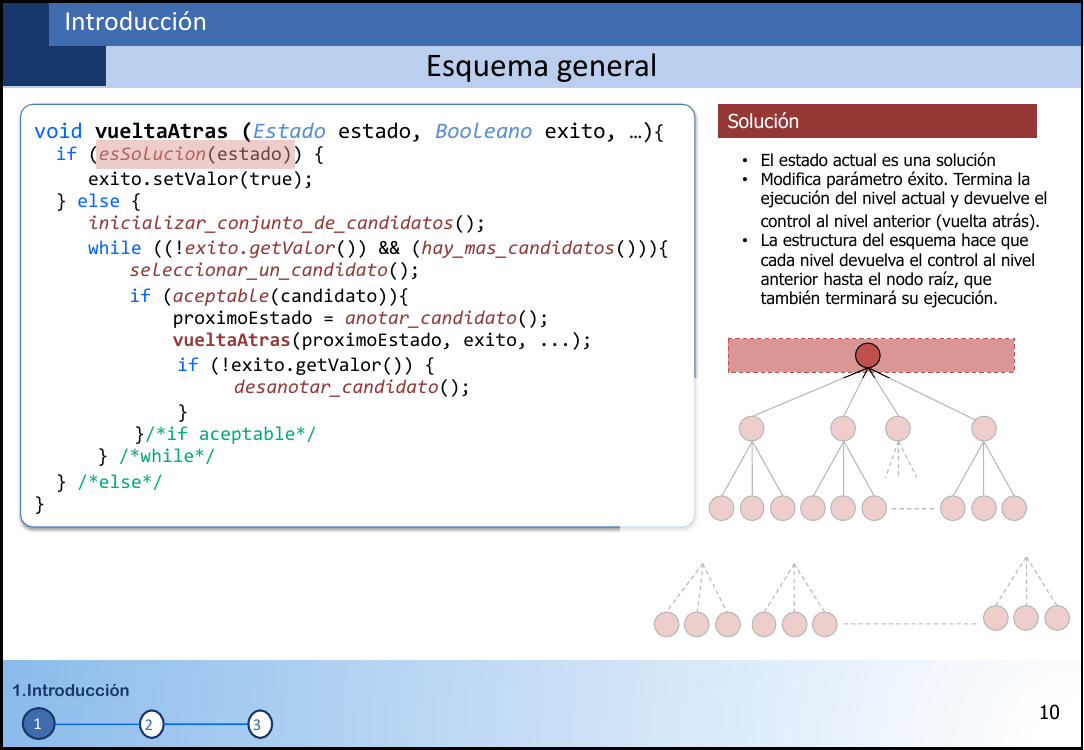 Introducción
Esquema general
void vueltaAtras (Estado estado, Booleano exito, …){
if (esSolucion(estado)) {
exito.setValor(true);
} else {
inicializar_conjunto_de_candidatos();
while ((!exito.getValor()) && (hay_mas_candidatos())){
seleccionar_un_candidato();
if (aceptable(candidato)){
proximoEstado = anotar_candidato();
vueltaAtras(proximoEstado, exito, ...);
if (!exito.getValor()) {
desanotar_candidato();
}
}/*if aceptable*/
} /*while*/
} /*else*/
}
Solución
• El estado actual es una solución
• Modifica parámetro éxito. Termina la
ejecución del nivel actual y devuelve el
control al nivel anterior (vuelta atrás).
• La estructura del esquema hace que
cada nivel devuelva el control al nivel
anterior hasta el nodo raíz, que
también terminará su ejecución.
1.Introducción
1 2 3
10